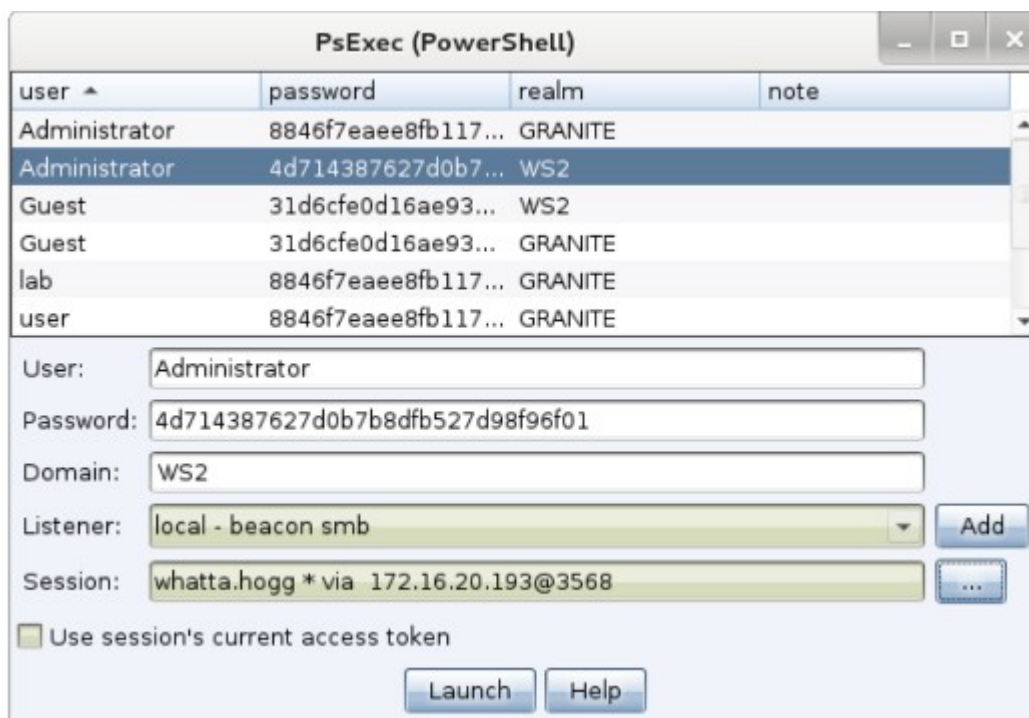 PsExec (PowerShell)
user password realm note
Administrator 8846f7eaee8fb117... GRANITE
Administrator 4d714387627d0b7... WS2
Guest 31d6cfe0d16ae93... WS2
Guest 31d6cfe0d16ae93... GRANITE
lab 8846f7eaee8fb117... GRANITE
user 8846f7eaee8fb117... GRANITE
User: Administrator
Password: 4d714387627d0b7b8dfb527d98f96f01
Domain: WS2
Listener: local - beacon smb Add
Session: whatta.hogg * via 172.16.20.193@3568 ...
Use session's current access token
Launch Help